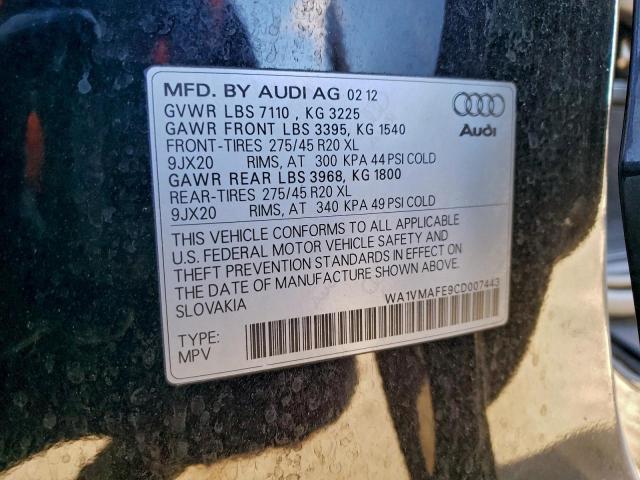 MFD. BY AUDI AG 02 12
GVWR LBS 7110 , KG 3225
GAWR FRONT LBS 3395, KG 1540
FRONT-TIRES 275/45 R20 XL
9JX20 RIMS, AT 300 KPA 44 PSI COLD
GAWR REAR LBS 3968, KG 1800
REAR-TIRES 275/45 R20 XL
9JX20 RIMS, AT 340 KPA 49 PSI COLD
Audi
THIS VEHICLE CONFORMS TO ALL APPLICABLE
U.S. FEDERAL MOTOR VEHICLE SAFETY AND
THEFT PREVENTION STANDARDS IN EFFECT ON THE
DATE OF MANUFACTURE SHOWN ABOVE.
SLOVAKIA
WA1VMAFE9CD007443
TYPE:
MPV